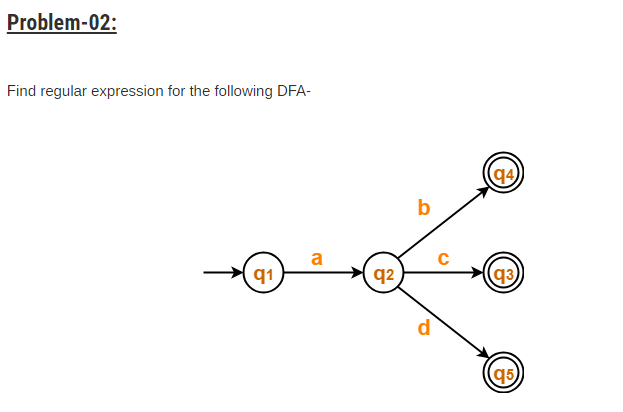 Problem-02:
Find regular expression for the following DFA-
q4
b
a
c
q1
q2
q3
d
q5